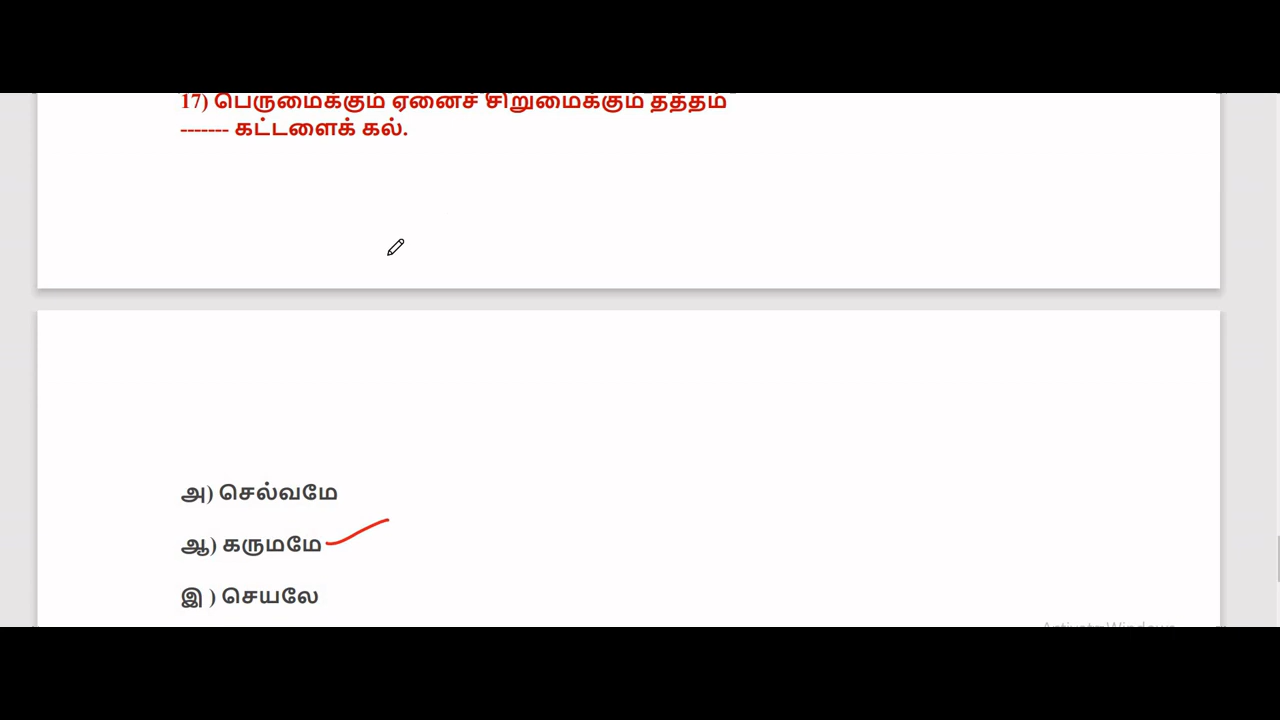 17) பெருமைக்கும் ஏனைச் சிறுமைக்கும் தத்தம்
------- கட்டளைக் கல்.
அ) செல்வமே
ஆ) கருமமே
இ ) செயலே